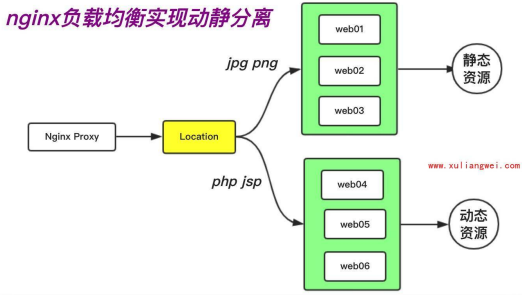 nginx负载均衡实现动静分离
jpg png
web01
web02
web03
静态
资源
Nginx Proxy
Location
www.xuliangwei.com
php jsp
web04
web05
web06
动态
资源